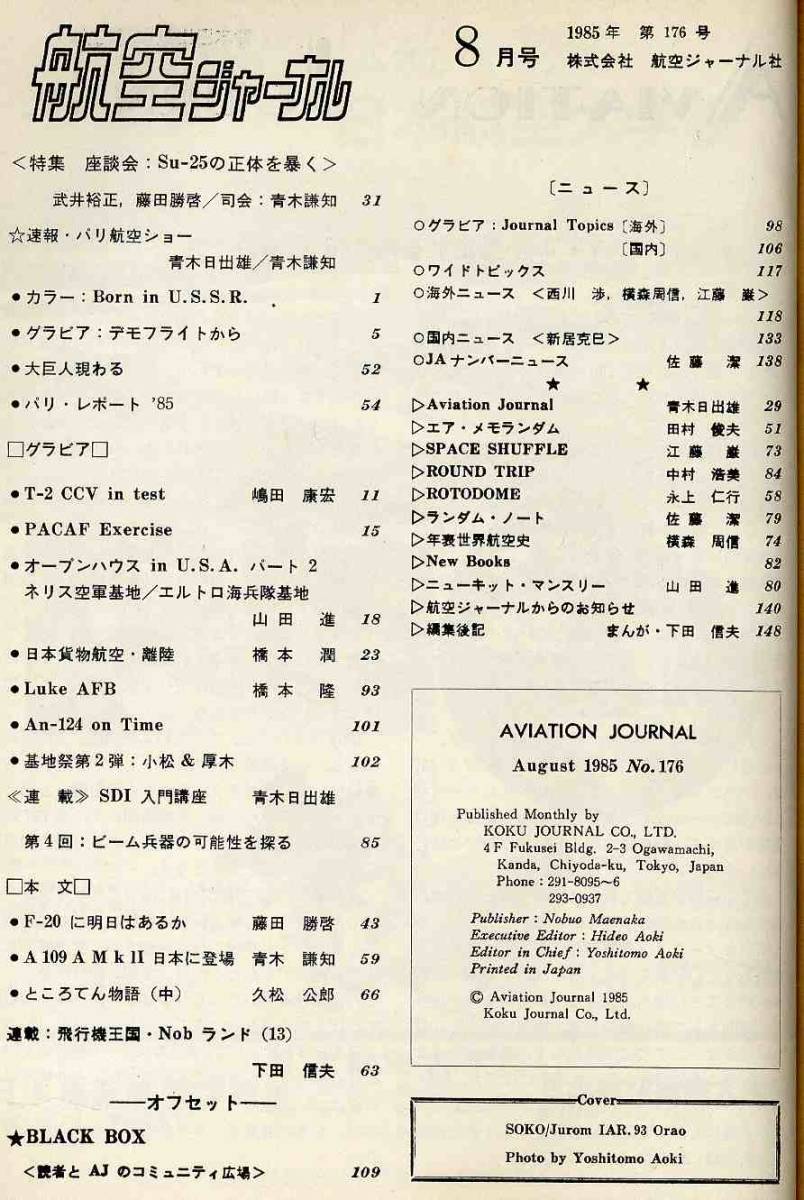 航空ジャーナル
8月号
1985年 第176号
株式会社 航空ジャーナル社
<特集 座談会：Su-25の正体を暴く>
武井裕正，藤田勝啓／司会：青木謙知 31
☆速報・パリ航空ショー
青木日出雄／青木謙知
●カラー：Born in U.S.S.R. 1
●グラビア：デモフライトから 5
●大巨人現わる 52
●パリ・レポート '85 54
□グラビア□
●T-2 CCV in test 嶋田 康宏 11
●PACAF Exercise 15
●オープンハウス in U.S.A. パート 2
ネリス空軍基地／エルトロ海兵隊基地
山田 進 18
●日本貨物航空・離陸 橋本 潤 23
●Luke AFB 橋本 隆 93
●An-124 on Time 101
●基地祭第2弾：小松 & 厚木 102
≪連 載≫ SDI 入門講座 青木日出雄
第4回：ビーム兵器の可能性を探る 85
□本 文□
●F-20 に明日はあるか 藤田 勝啓 43
●A 109 A Mk II 日本に登場 青木 謙知 59
●ところてん物語（中） 久松 公郎 66
連載：飛行機王国・Nob ランド (13)
下田 信夫 63
――オフセット――
★BLACK BOX
<読者と AJ のコミュニティ広場> 109
〔ニュース〕
○グラビア：Journal Topics〔海外〕 98
〔国内〕 106
○ワイドトピックス 117
○海外ニュース <西川 渉，横森周信，江藤 巌>
118
○国内ニュース <新居克巳> 133
○JAナンバーニュース 佐藤 潔 138
★ ★
▷Aviation Journal 青木日出雄 29
▷エア・メモランダム 田村 俊夫 51
▷SPACE SHUFFLE 江藤 巌 73
▷ROUND TRIP 中村 浩美 84
▷ROTODOME 永上 仁行 58
▷ランダム・ノート 佐藤 潔 79
▷年表世界航空史 横森 周信 74
▷New Books 82
▷ニューキット・マンスリー 山田 進 80
▷航空ジャーナルからのお知らせ 140
▷編集後記 まんが・下田 信夫 148
AVIATION JOURNAL
August 1985 No. 176
Published Monthly by
KOKU JOURNAL CO., LTD.
4 F Fukusei Bldg. 2-3 Ogawamachi,
Kanda, Chiyoda-ku, Tokyo, Japan
Phone : 291-8095～6
293-0937
Publisher : Nobuo Maenaka
Executive Editor : Hideo Aoki
Editor in Chief : Yoshitomo Aoki
Printed in Japan
© Aviation Journal 1985
Koku Journal Co., Ltd.
Cover
SOKO/Jurom IAR. 93 Orao
Photo by Yoshitomo Aoki